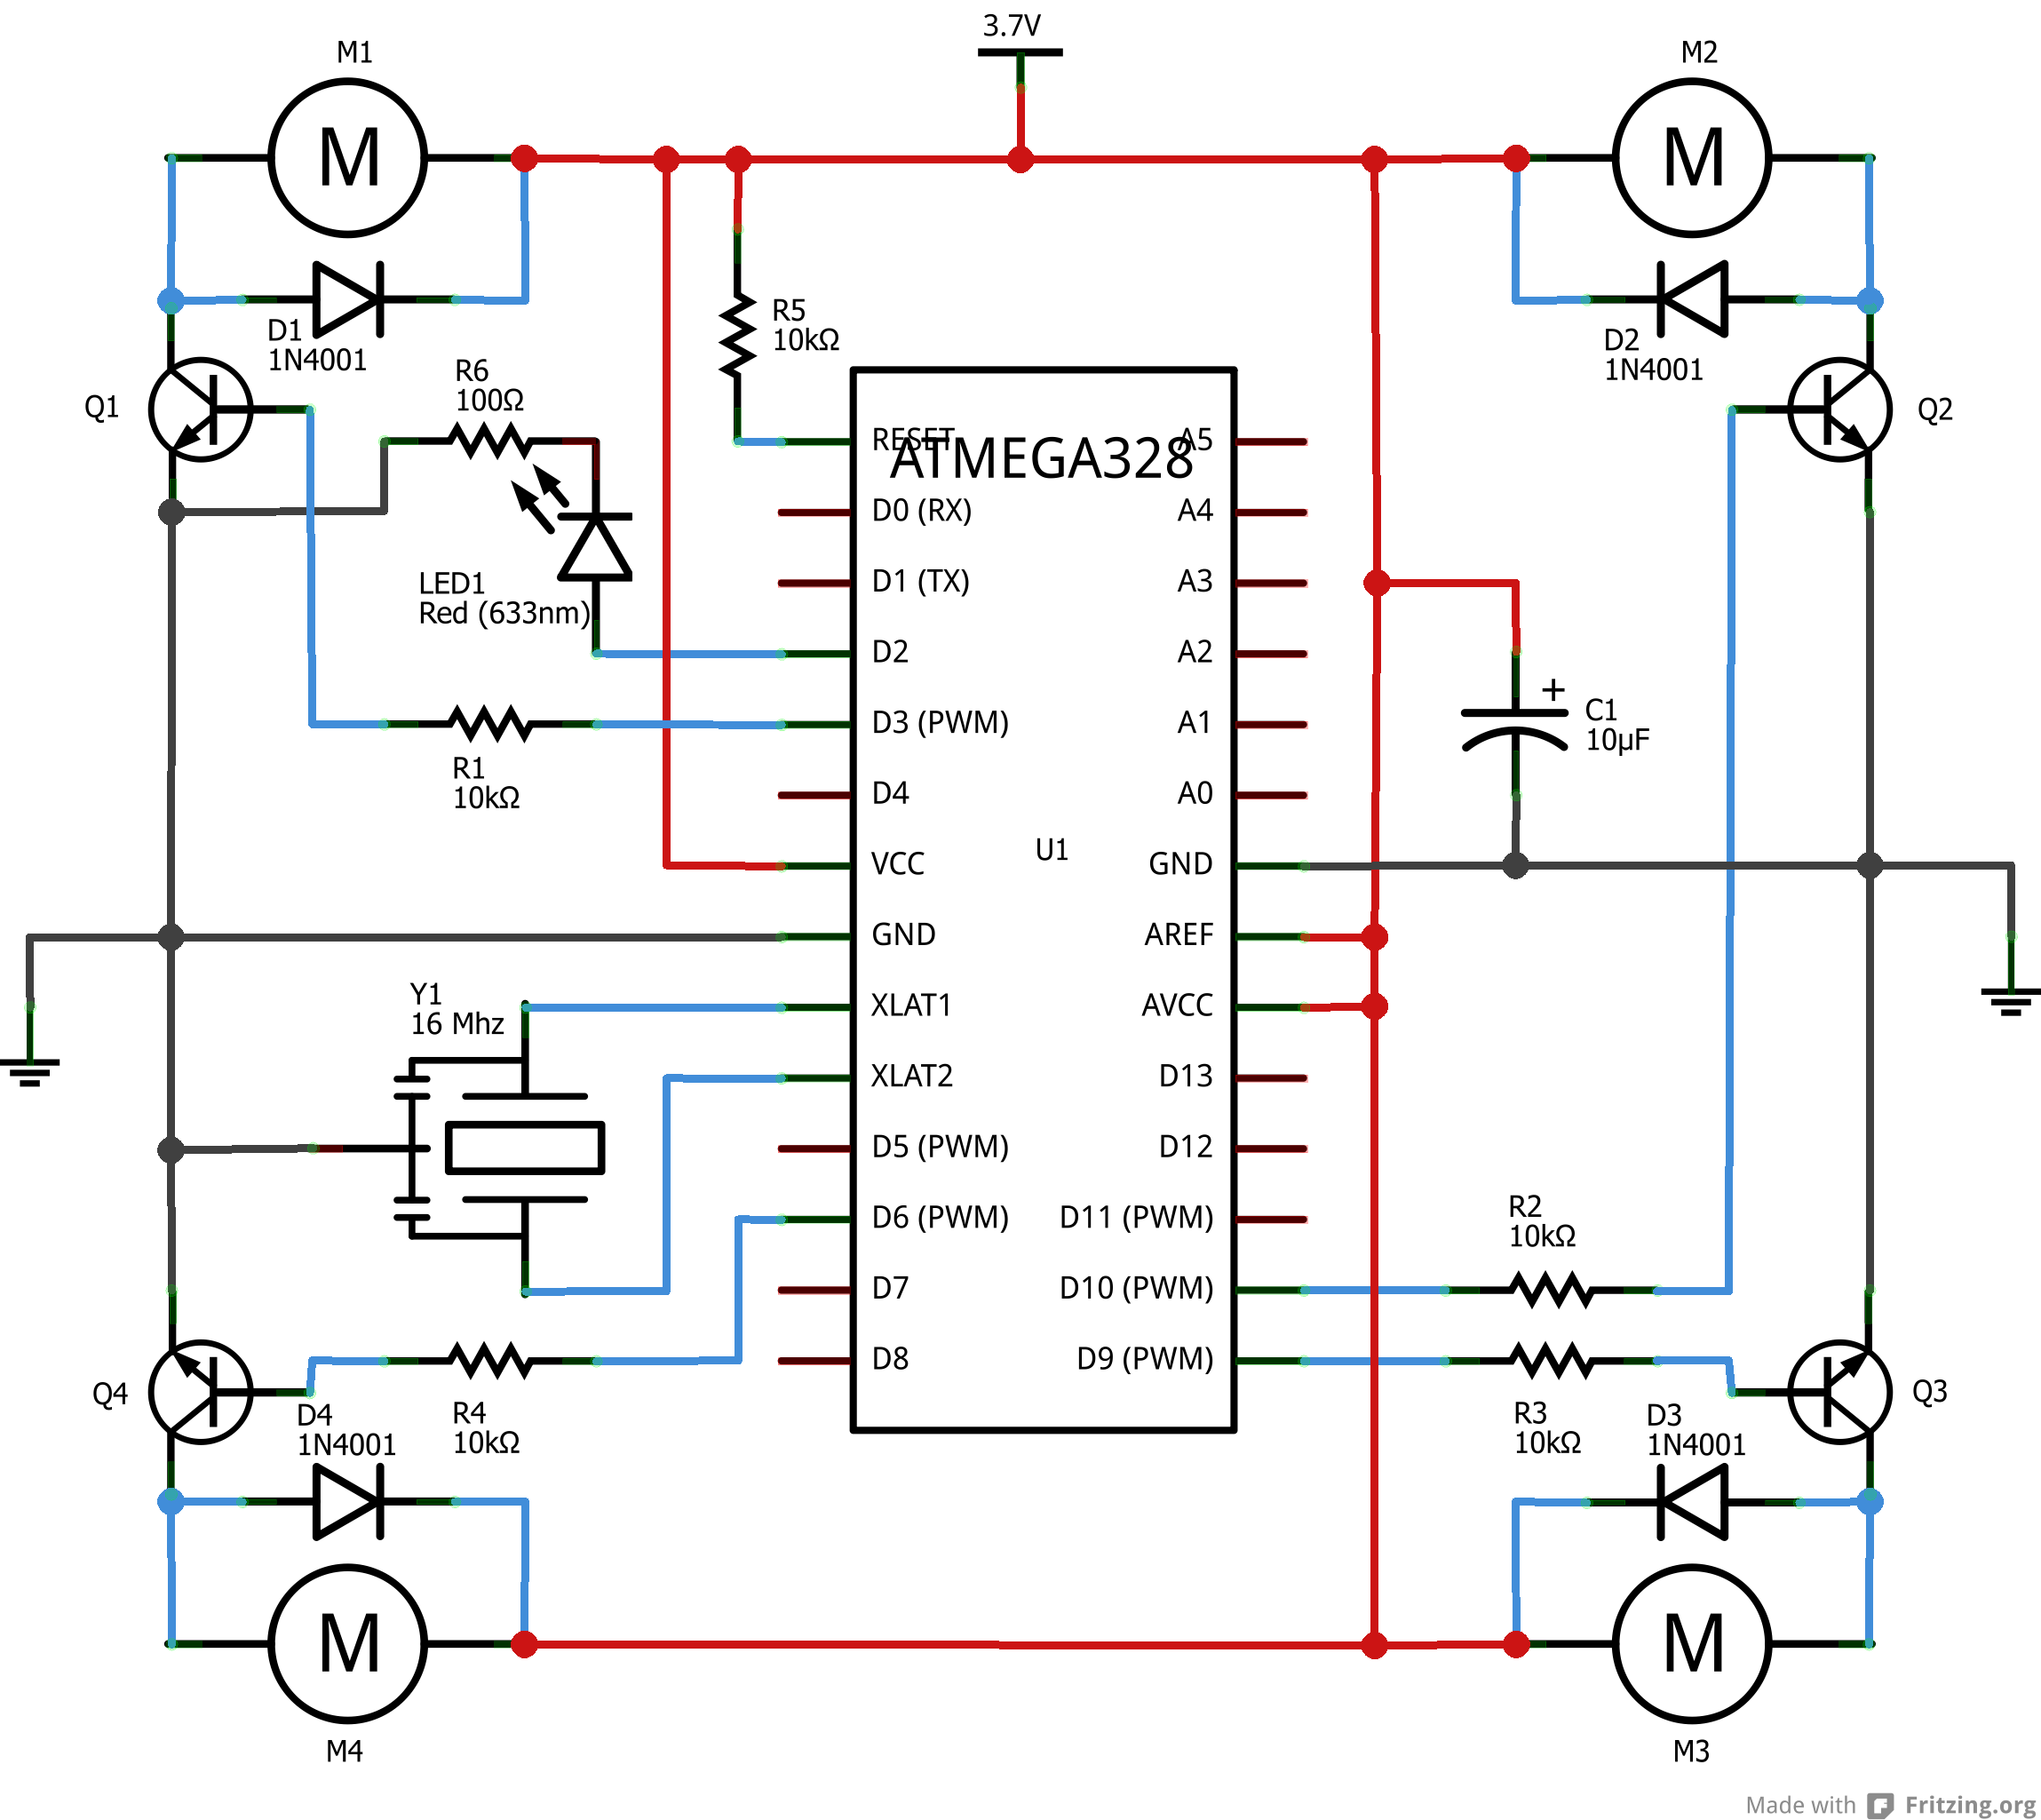 3.7V
M1
M
M2
M
D1
1N4001
R5
10kΩ
D2
1N4001
Q1
R6
100Ω
Q2
LED1
Red (633nm)
R1
10kΩ
C1
10µF
+
ATMEGA328
U1
RESET
D0 (RX)
D1 (TX)
D2
D3 (PWM)
D4
VCC
GND
XLAT1
XLAT2
D5 (PWM)
D6 (PWM)
D7
D8
A5
A4
A3
A2
A1
A0
GND
AREF
AVCC
D13
D12
D11 (PWM)
D10 (PWM)
D9 (PWM)
Y1
16 Mhz
R2
10kΩ
Q4
D4
1N4001
R4
10kΩ
R3
10kΩ
D3
1N4001
Q3
M
M4
M
M3
Made with Fritzing.org